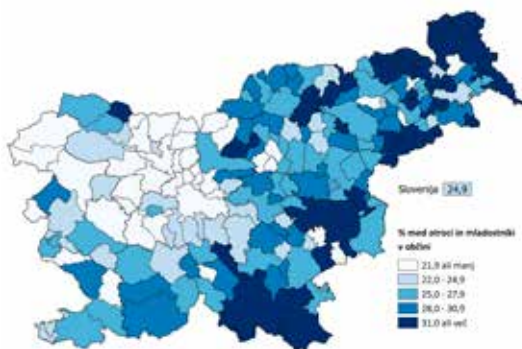 Slovenija 24,9
% med otroci in mladostniki
v občini
21,9 ali manj
22,0 - 24,9
25,0 - 27,9
28,0 - 30,9
31,0 ali več